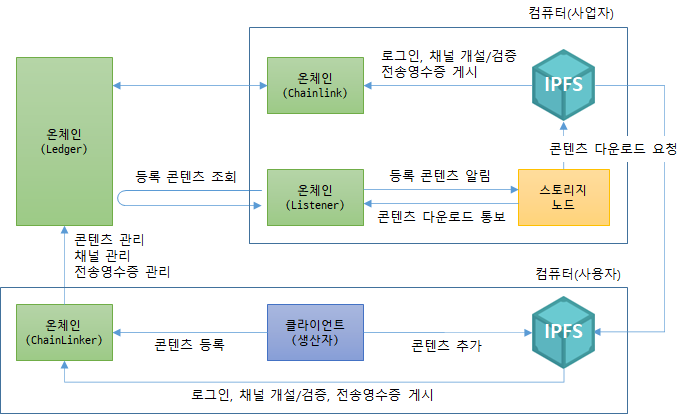 컴퓨터(사업자)
온체인
(Ledger)
온체인
(Chainlink)
로그인, 채널 개설/검증
전송영수증 게시
IPFS
콘텐츠 다운로드 요청
등록 콘텐츠 조회
온체인
(Listener)
등록 콘텐츠 알림
콘텐츠 다운로드 통보
스토리지
노드
콘텐츠 관리
채널 관리
전송영수증 관리
컴퓨터(사용자)
온체인
(ChainLinker)
콘텐츠 등록
클라이언트
(생산자)
콘텐츠 추가
IPFS
로그인, 채널 개설/검증, 전송영수증 게시